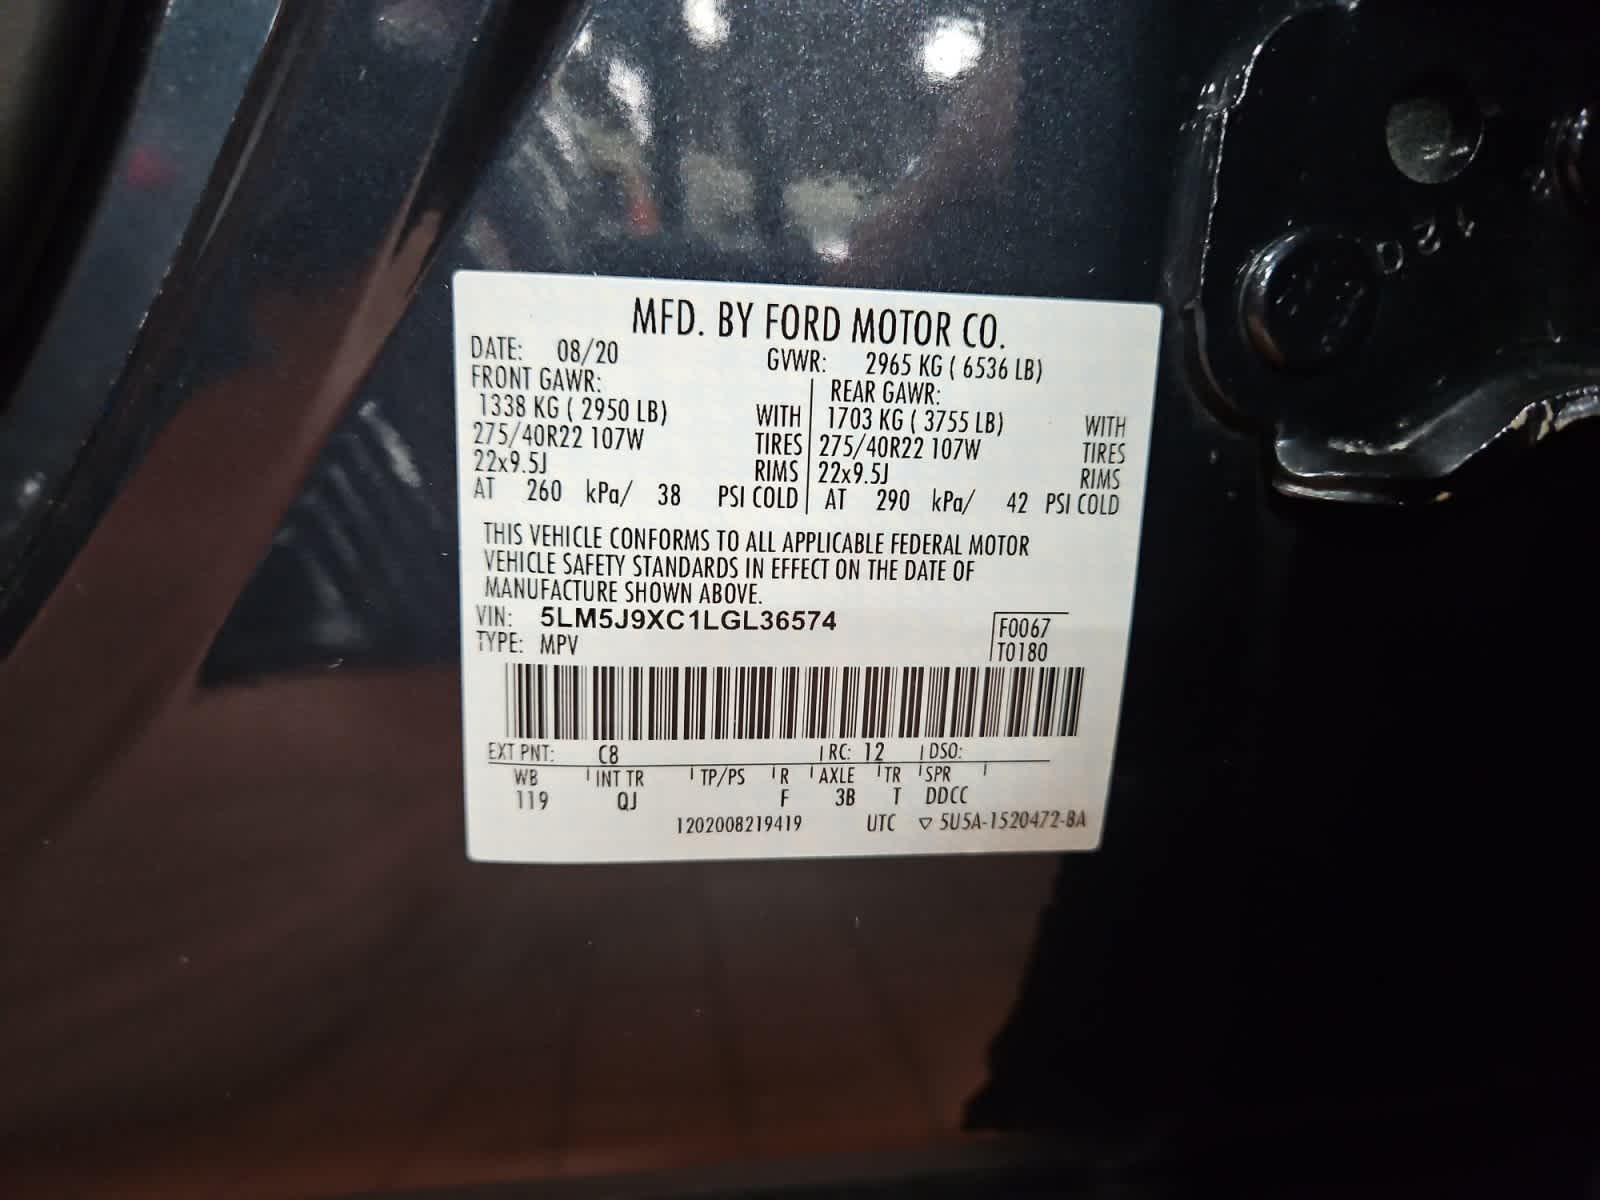 120
MFD. BY FORD MOTOR CO.
DATE: 08/20 GVWR: 2965 KG ( 6536 LB)
FRONT GAWR: REAR GAWR:
1338 KG ( 2950 LB) WITH 1703 KG ( 3755 LB) WITH
275/40R22 107W TIRES 275/40R22 107W TIRES
22x9.5J RIMS 22x9.5J RIMS
AT 260 kPa/ 38 PSI COLD AT 290 kPa/ 42 PSI COLD
THIS VEHICLE CONFORMS TO ALL APPLICABLE FEDERAL MOTOR
VEHICLE SAFETY STANDARDS IN EFFECT ON THE DATE OF
MANUFACTURE SHOWN ABOVE.
VIN: 5LM5J9XC1LGL36574 F0067
TYPE: MPV T0180
EXT PNT: C8 RC: 12 DSO:
WB INT TR TP/PS R AXLE TR SPR
119 QJ F 3B T DDCC
1202008219419 UTC ▽ 5U5A-1520472-BA